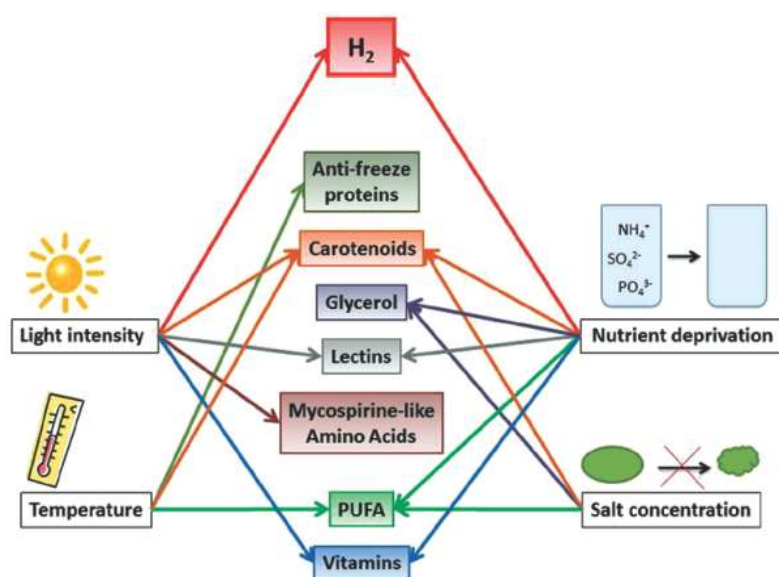 H₂
Anti-freeze
proteins
Carotenoids
Glycerol
Lectins
Mycospirine-like
Amino Acids
PUFA
Vitamins
Light intensity
Temperature
NH₄⁺
SO₄²⁻
PO₄³⁻
Nutrient deprivation
Salt concentration